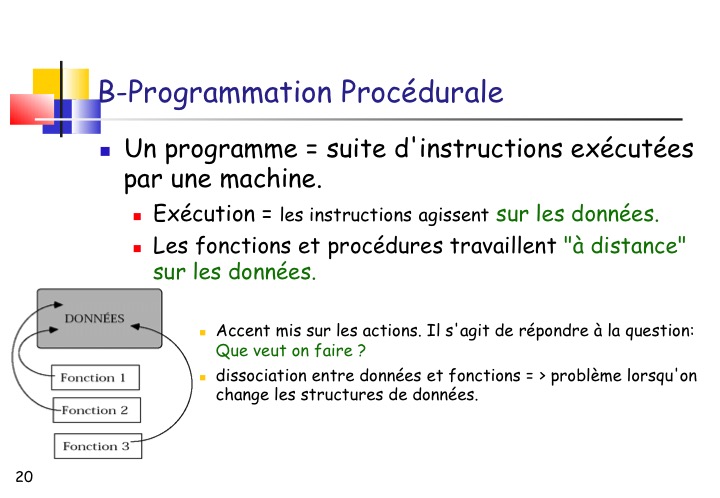 B-Programmation Procédurale
Un programme = suite d'instructions exécutées
par une machine.
Exécution = les instructions agissent sur les données.
Les fonctions et procédures travaillent "à distance"
sur les données.
DONNÉES
Fonction 1
Fonction 2
Fonction 3
Accent mis sur les actions. Il s'agit de répondre à la question:
Que veut on faire ?
dissociation entre données et fonctions = > problème lorsqu'on
change les structures de données.
20